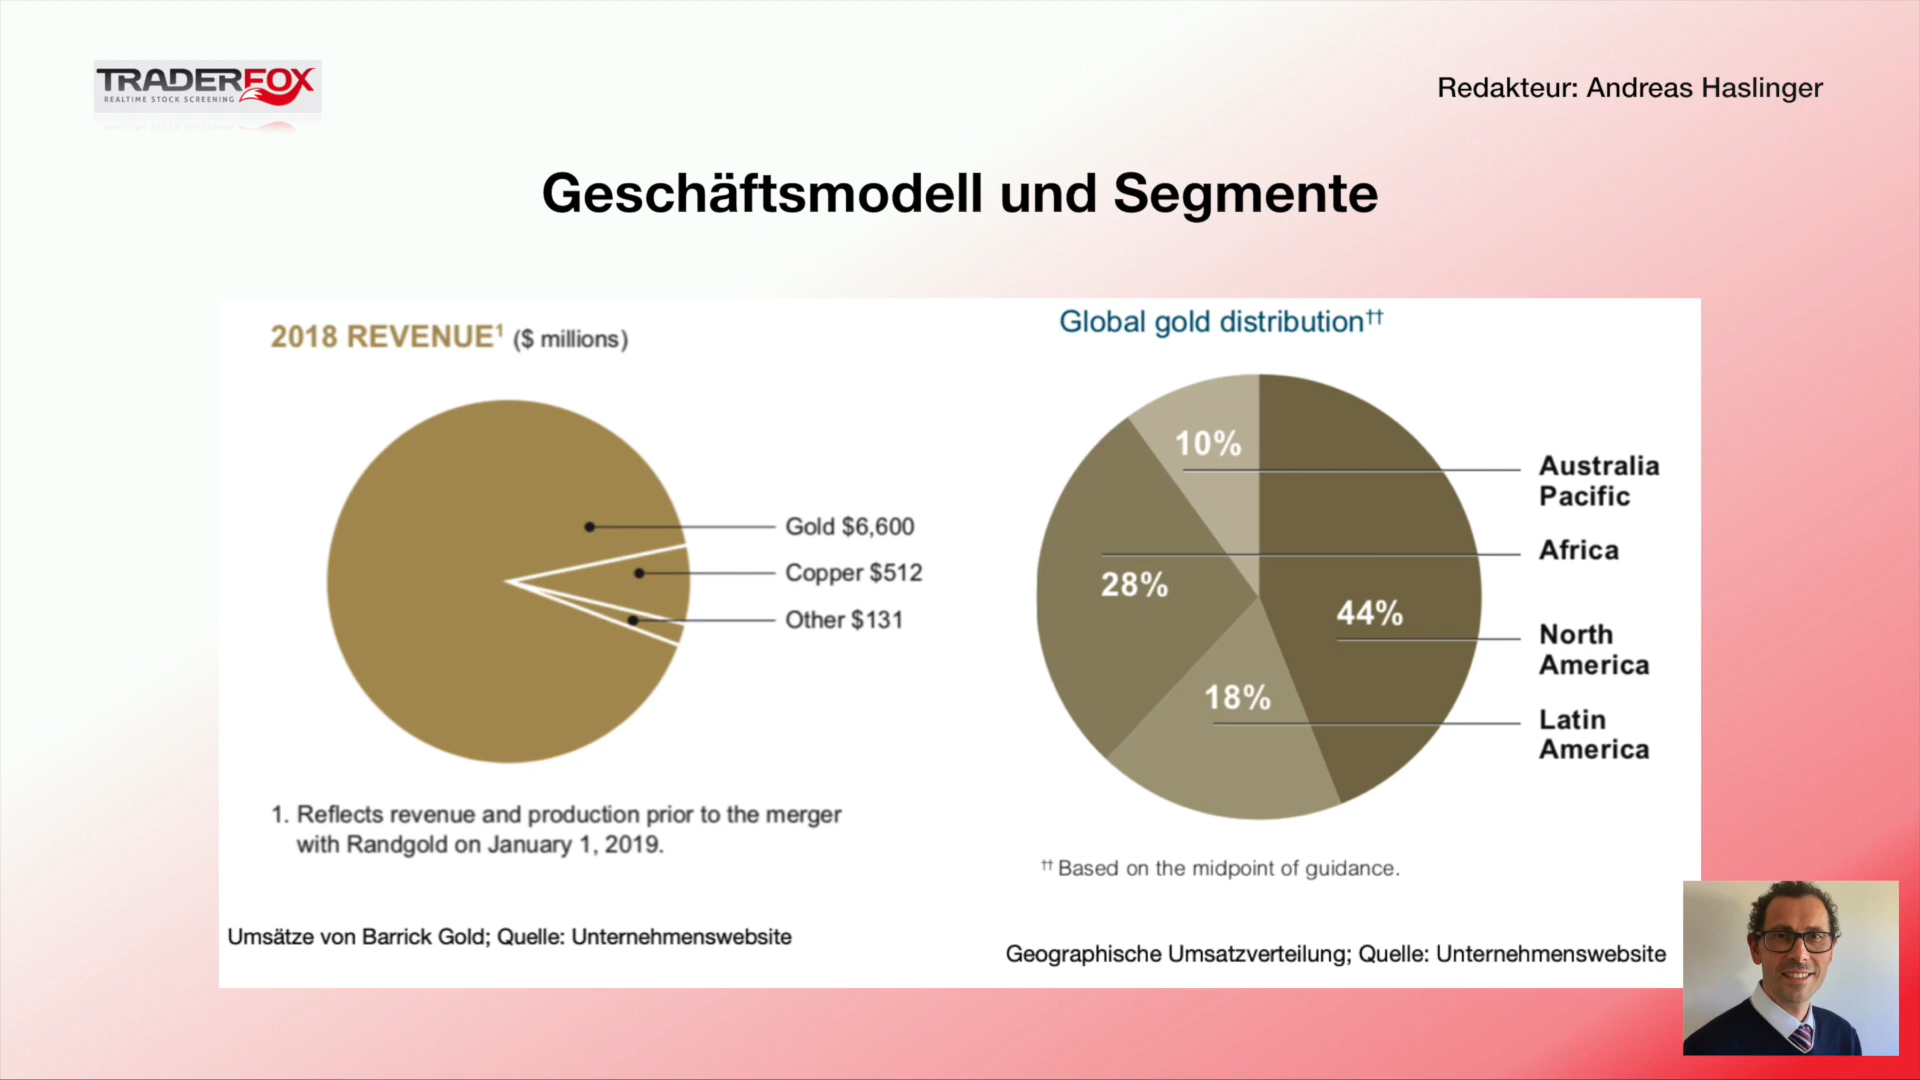 TRADERFOX
REALTIME STOCK SCREENING
Redakteur: Andreas Haslinger
Geschäftsmodell und Segmente
2018 REVENUE¹ ($ millions)
Gold $6,600
Copper $512
Other $131
1. Reflects revenue and production prior to the merger
with Randgold on January 1, 2019.
Umsätze von Barrick Gold; Quelle: Unternehmenswebsite
Global gold distribution††
10%
28%
44%
18%
Australia
Pacific
Africa
North
America
Latin
America
†† Based on the midpoint of guidance.
Geographische Umsatzverteilung; Quelle: Unternehmenswebsite